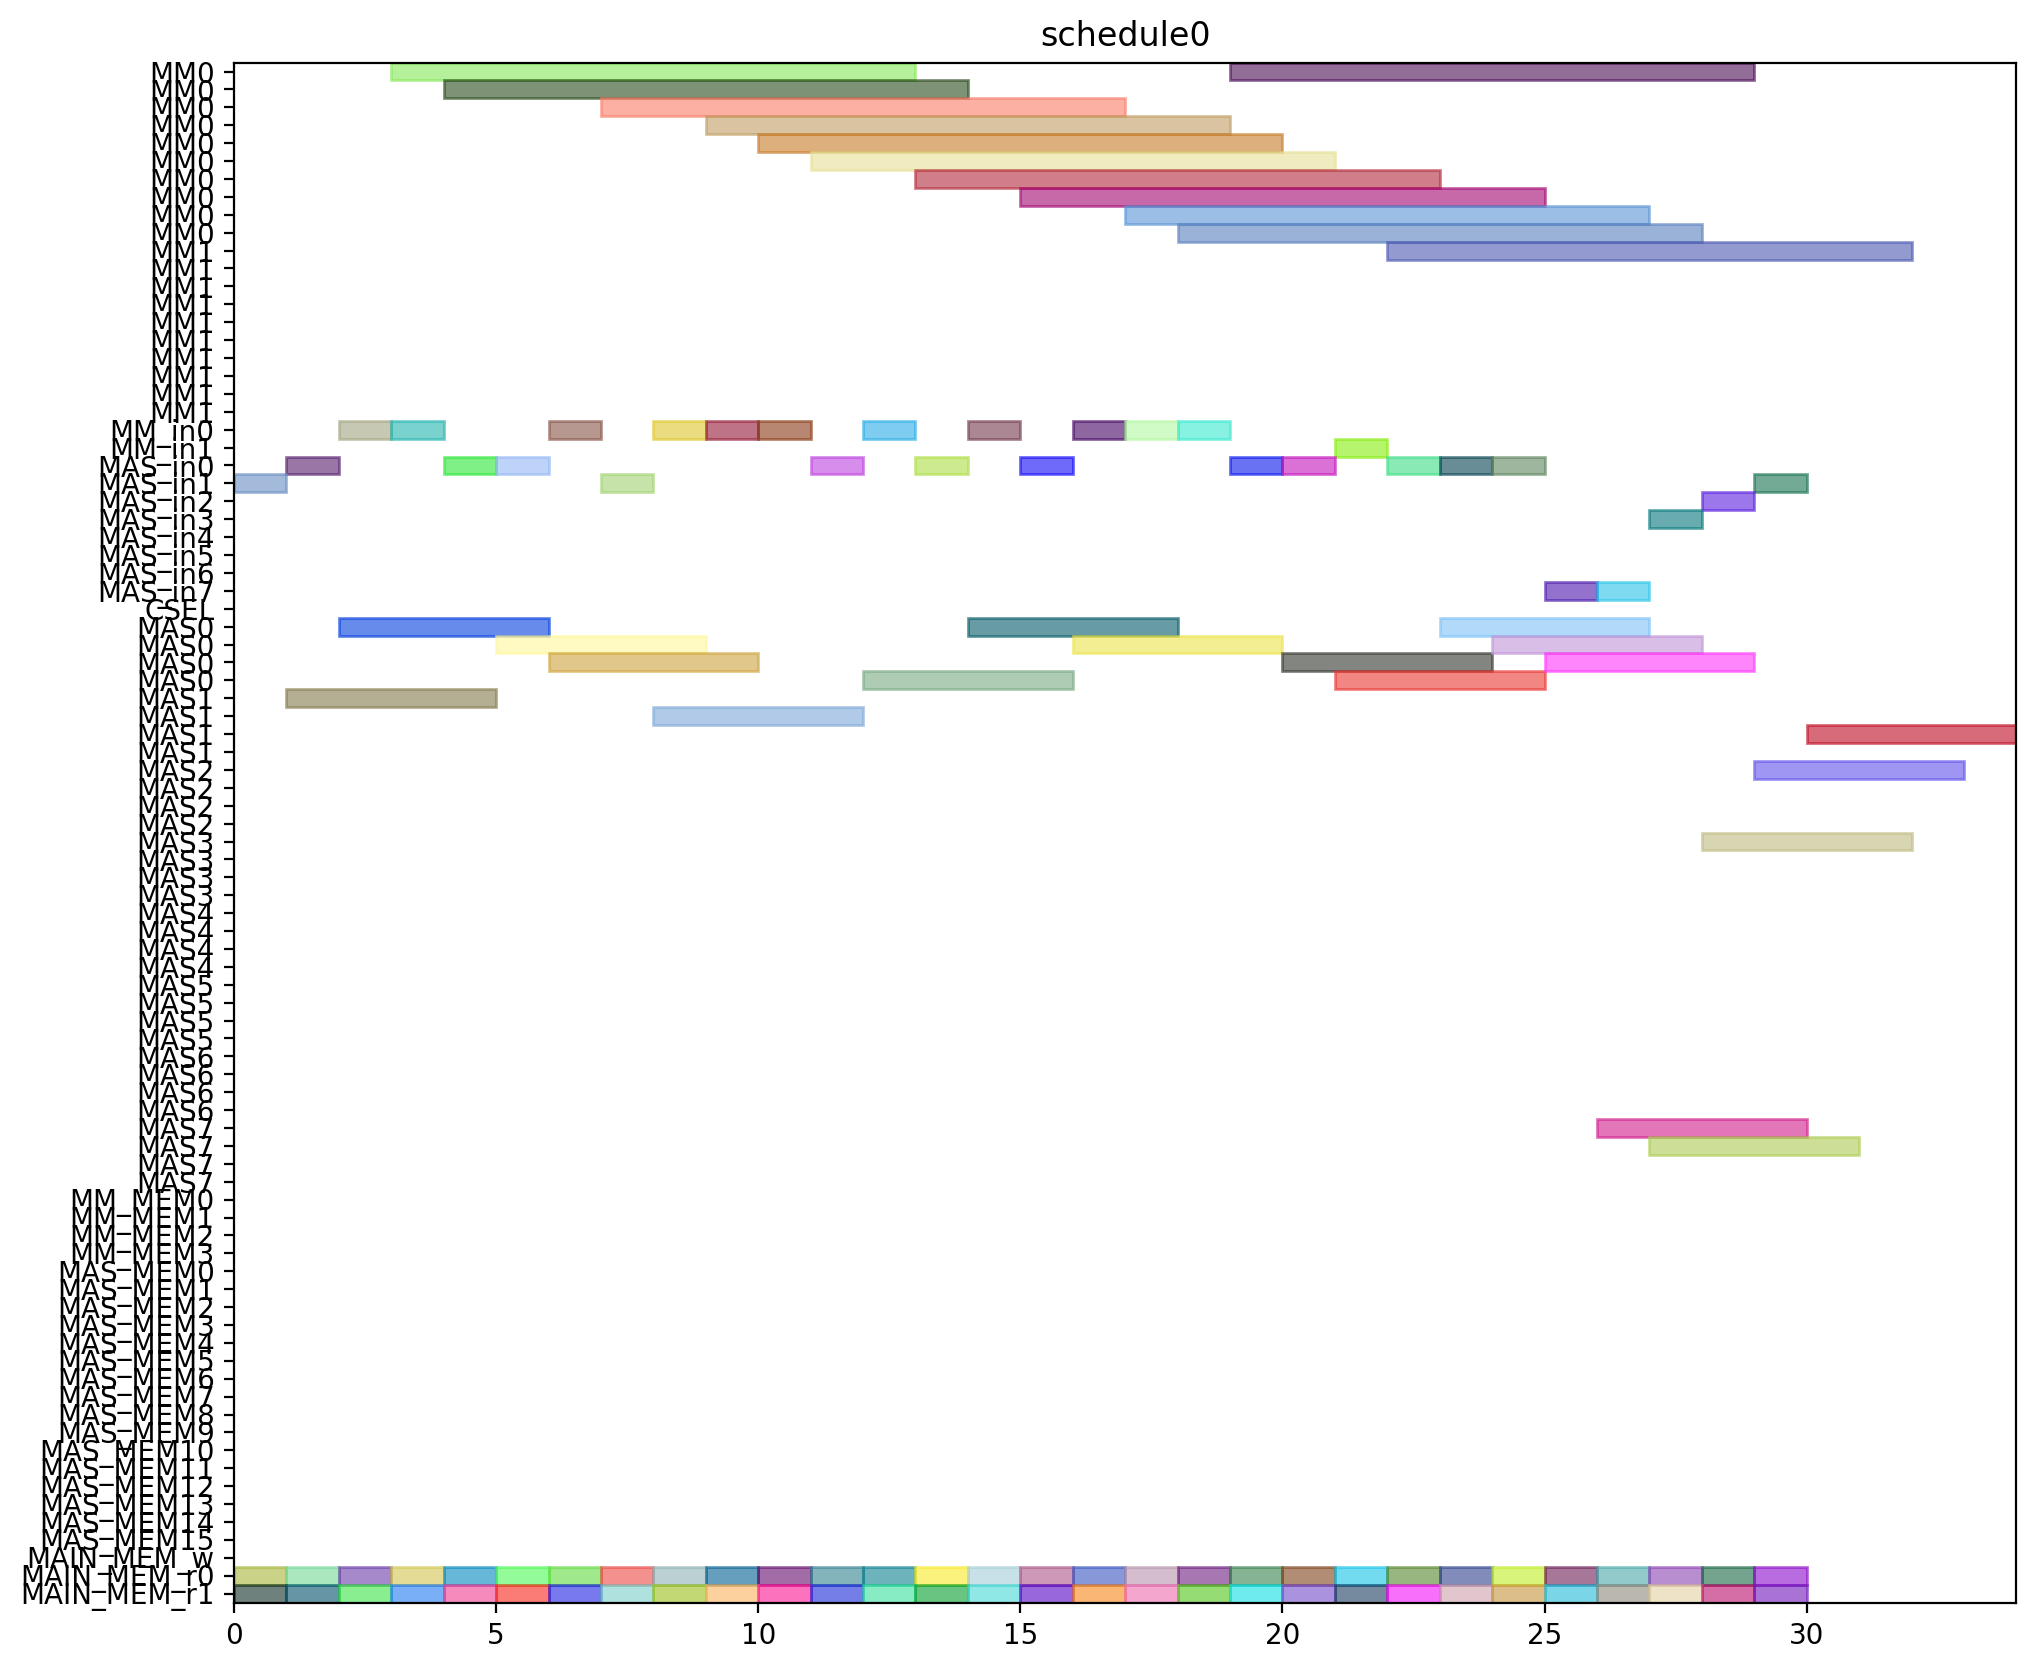 schedule0
MM0
MM0
MM0
MM0
MM0
MM0
MM0
MM0
MM0
MM0
MM1
MM1
MM1
MM1
MM1
MM1
MM1
MM1
MM1
MM1
MM_in0
MM_in1
MAS_in0
MAS_in1
MAS_in2
MAS_in3
MAS_in4
MAS_in5
MAS_in6
MAS_in7
CSEL
MAS0
MAS0
MAS0
MAS0
MAS1
MAS1
MAS1
MAS1
MAS2
MAS2
MAS2
MAS2
MAS3
MAS3
MAS3
MAS3
MAS4
MAS4
MAS4
MAS4
MAS5
MAS5
MAS5
MAS5
MAS6
MAS6
MAS6
MAS6
MAS7
MAS7
MAS7
MAS7
MM_MEM0
MM_MEM1
MM_MEM2
MM_MEM3
MAS_MEM0
MAS_MEM1
MAS_MEM2
MAS_MEM3
MAS_MEM4
MAS_MEM5
MAS_MEM6
MAS_MEM7
MAS_MEM8
MAS_MEM9
MAS_MEM10
MAS_MEM11
MAS_MEM12
MAS_MEM13
MAS_MEM14
MAS_MEM15
MAIN_MEM_w
MAIN_MEM_r0
MAIN_MEM_r1
0 5 10 15 20 25 30